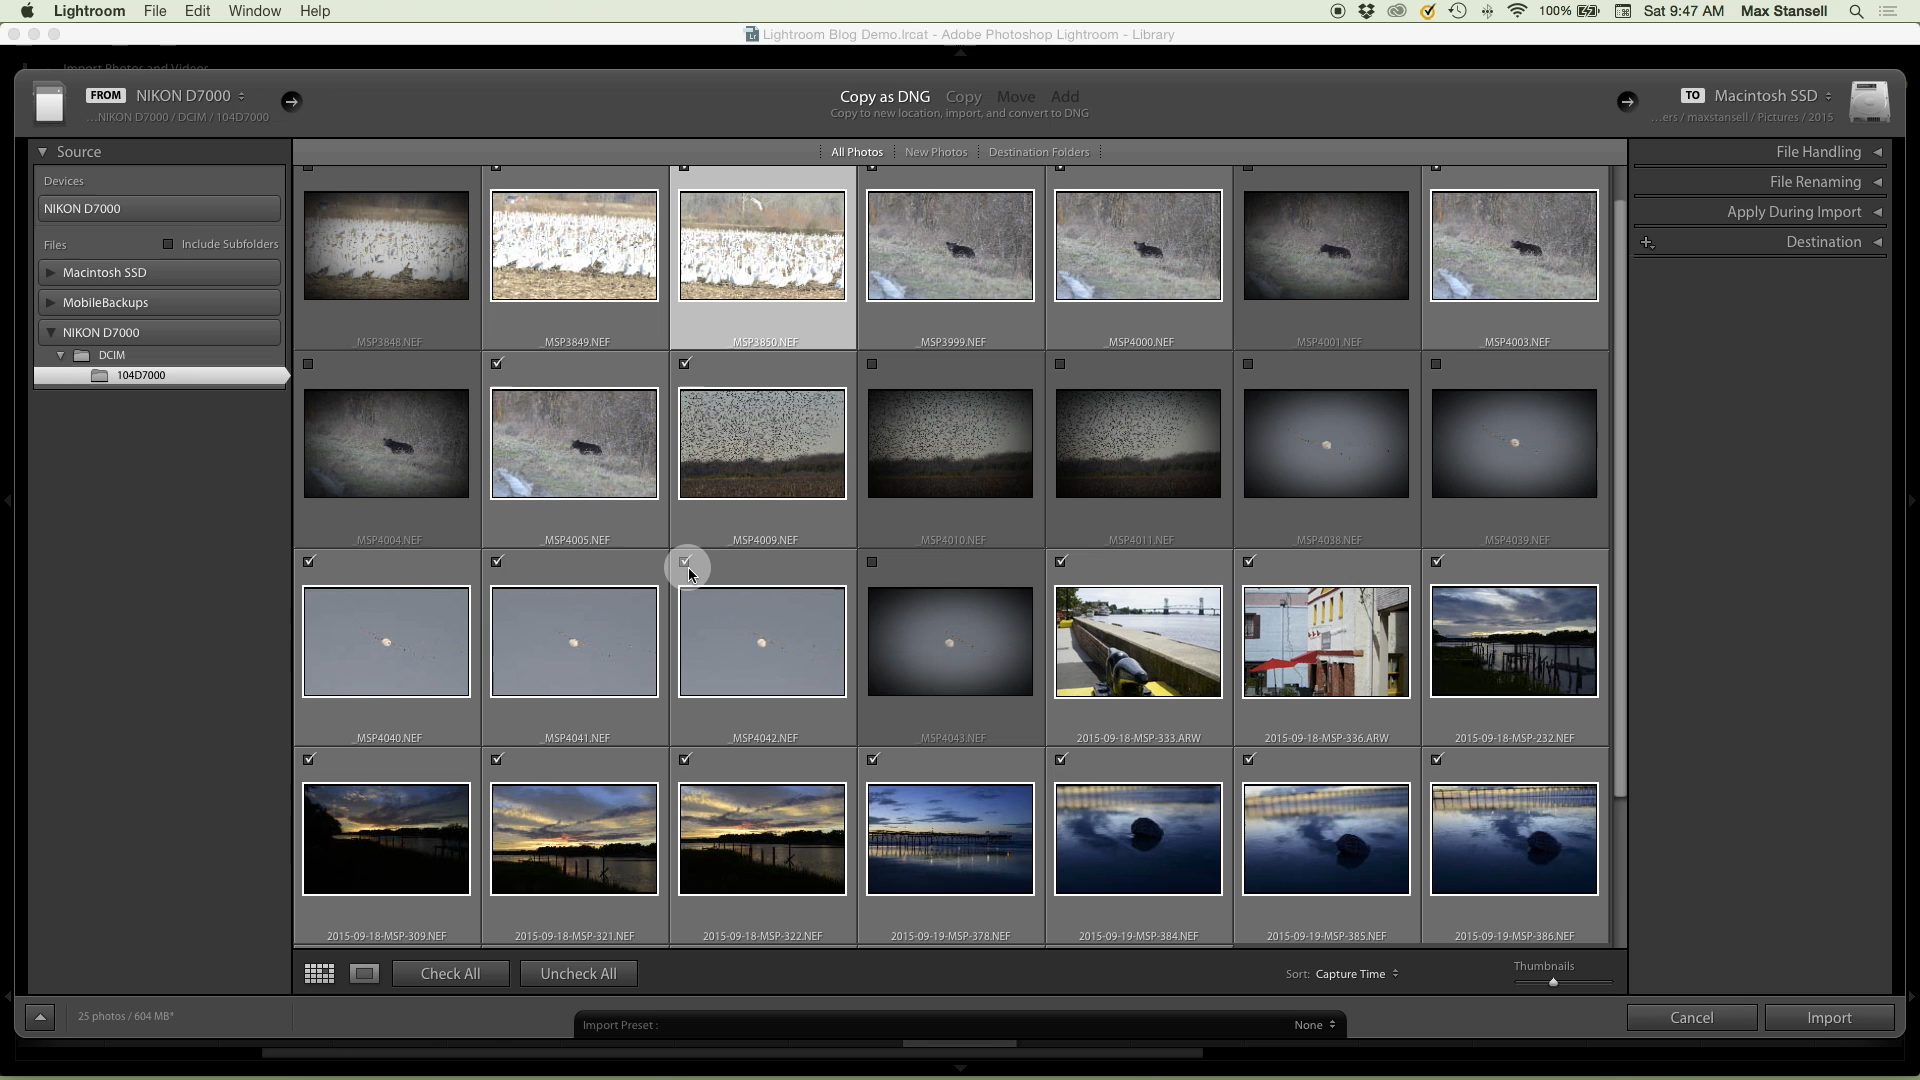 Lightroom File Edit Window Help 100% Sat 9:47 AM Max Stansell
Lightroom Blog Demo.lrcat - Adobe Photoshop Lightroom - Library
Import Photos and Videos
FROM NIKON D7000 Copy as DNG Copy Move Add TO Macintosh SSD
...NIKON D7000 / DCIM / 104D7000 Copy to new location, import, and convert to DNG ...ers / maxstansell / Pictures / 2015
Source All Photos New Photos Destination Folders File Handling
Devices File Renaming
NIKON D7000 Apply During Import
Files Include Subfolders Destination
Macintosh SSD
MobileBackups
NIKON D7000
DCIM
104D7000
_MSP3848.NEF _MSP3849.NEF _MSP3850.NEF _MSP3999.NEF _MSP4000.NEF _MSP4001.NEF _MSP4003.NEF
_MSP4004.NEF _MSP4005.NEF _MSP4009.NEF _MSP4010.NEF _MSP4011.NEF _MSP4038.NEF _MSP4039.NEF
_MSP4040.NEF _MSP4041.NEF _MSP4042.NEF _MSP4043.NEF 2015-09-18-MSP-333.ARW 2015-09-18-MSP-336.ARW 2015-09-18-MSP-232.NEF
2015-09-18-MSP-309.NEF 2015-09-18-MSP-321.NEF 2015-09-18-MSP-322.NEF 2015-09-19-MSP-378.NEF 2015-09-19-MSP-384.NEF 2015-09-19-MSP-385.NEF 2015-09-19-MSP-386.NEF
Check All Uncheck All Sort: Capture Time Thumbnails
25 photos / 604 MB* Import Preset : None Cancel Import